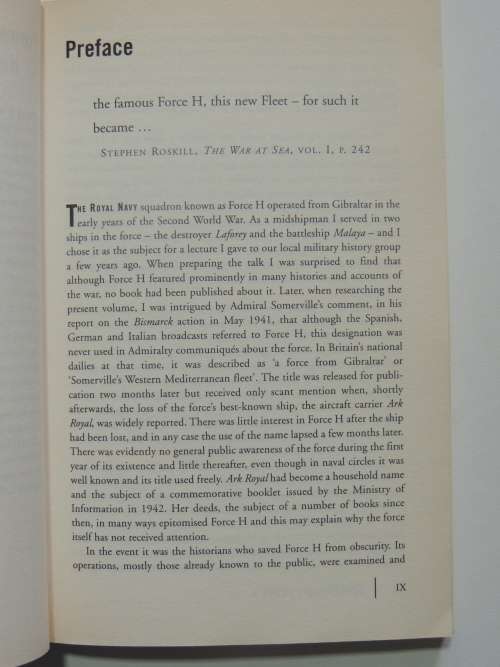 Preface
the famous Force H, this new Fleet – for such it
became …
STEPHEN ROSKILL, THE WAR AT SEA, VOL. I, P. 242
THE ROYAL NAVY squadron known as Force H operated from Gibraltar in the
early years of the Second World War. As a midshipman I served in two
ships in the force – the destroyer Laforey and the battleship Malaya – and I
chose it as the subject for a lecture I gave to our local military history group
a few years ago. When preparing the talk I was surprised to find that
although Force H featured prominently in many histories and accounts of
the war, no book had been published about it. Later, when researching the
present volume, I was intrigued by Admiral Somerville's comment, in his
report on the Bismarck action in May 1941, that although the Spanish,
German and Italian broadcasts referred to Force H, this designation was
never used in Admiralty communiqués about the force. In Britain's national
dailies at that time, it was described as 'a force from Gibraltar' or
'Somerville's Western Mediterranean fleet'. The title was released for publi-
cation two months later but received only scant mention when, shortly
afterwards, the loss of the force's best-known ship, the aircraft carrier Ark
Royal, was widely reported. There was little interest in Force H after the ship
had been lost, and in any case the use of the name lapsed a few months later.
There was evidently no general public awareness of the force during the first
year of its existence and little thereafter, even though in naval circles it was
well known and its title used freely. Ark Royal had become a household name
and the subject of a commemorative booklet issued by the Ministry of
Information in 1942. Her deeds, the subject of a number of books since
then, in many ways epitomised Force H and this may explain why the force
itself has not received attention.
In the event it was the historians who saved Force H from obscurity. Its
operations, mostly those already known to the public, were examined and
IX